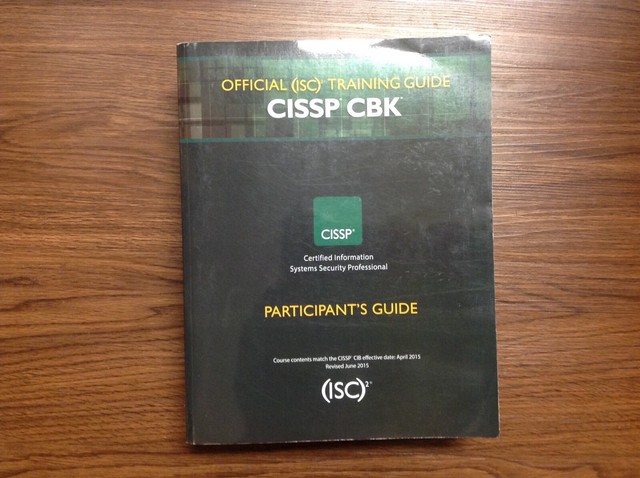 OFFICIAL (ISC)² TRAINING GUIDE
CISSP® CBK®
CISSP®
Certified Information
Systems Security Professional
PARTICIPANT'S GUIDE
Course contents match the CISSP® CIB effective date: April 2015
Revised June 2015
(ISC)²®